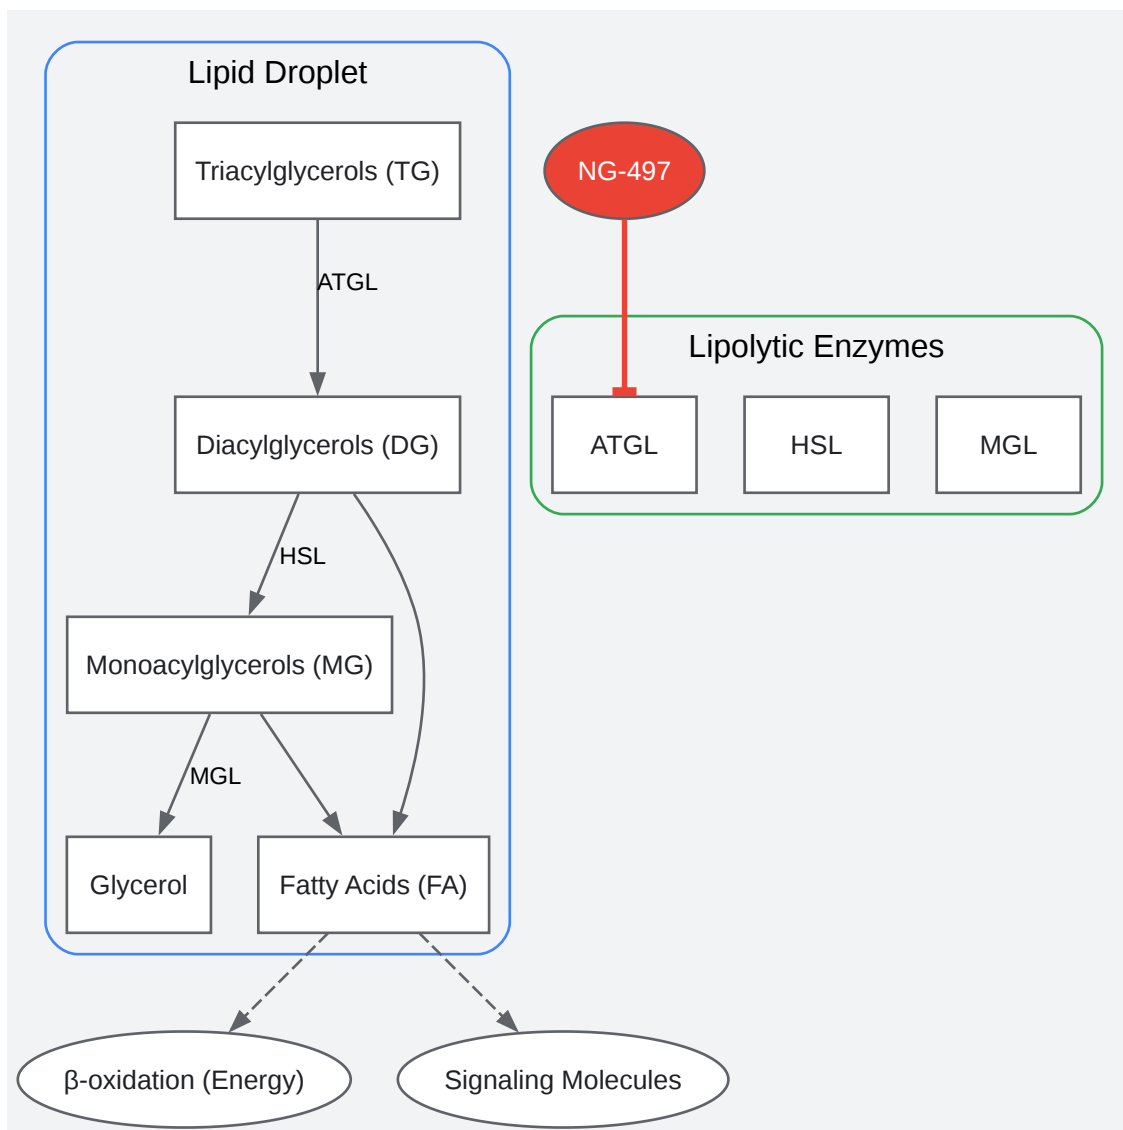 Lipid Droplet
Triacylglycerols (TG)
NG-497
ATGL
Lipolytic Enzymes
Diacylglycerols (DG)
ATGL
HSL
MGL
HSL
Monoacylglycerols (MG)
MGL
Glycerol
Fatty Acids (FA)
β-oxidation (Energy)
Signaling Molecules